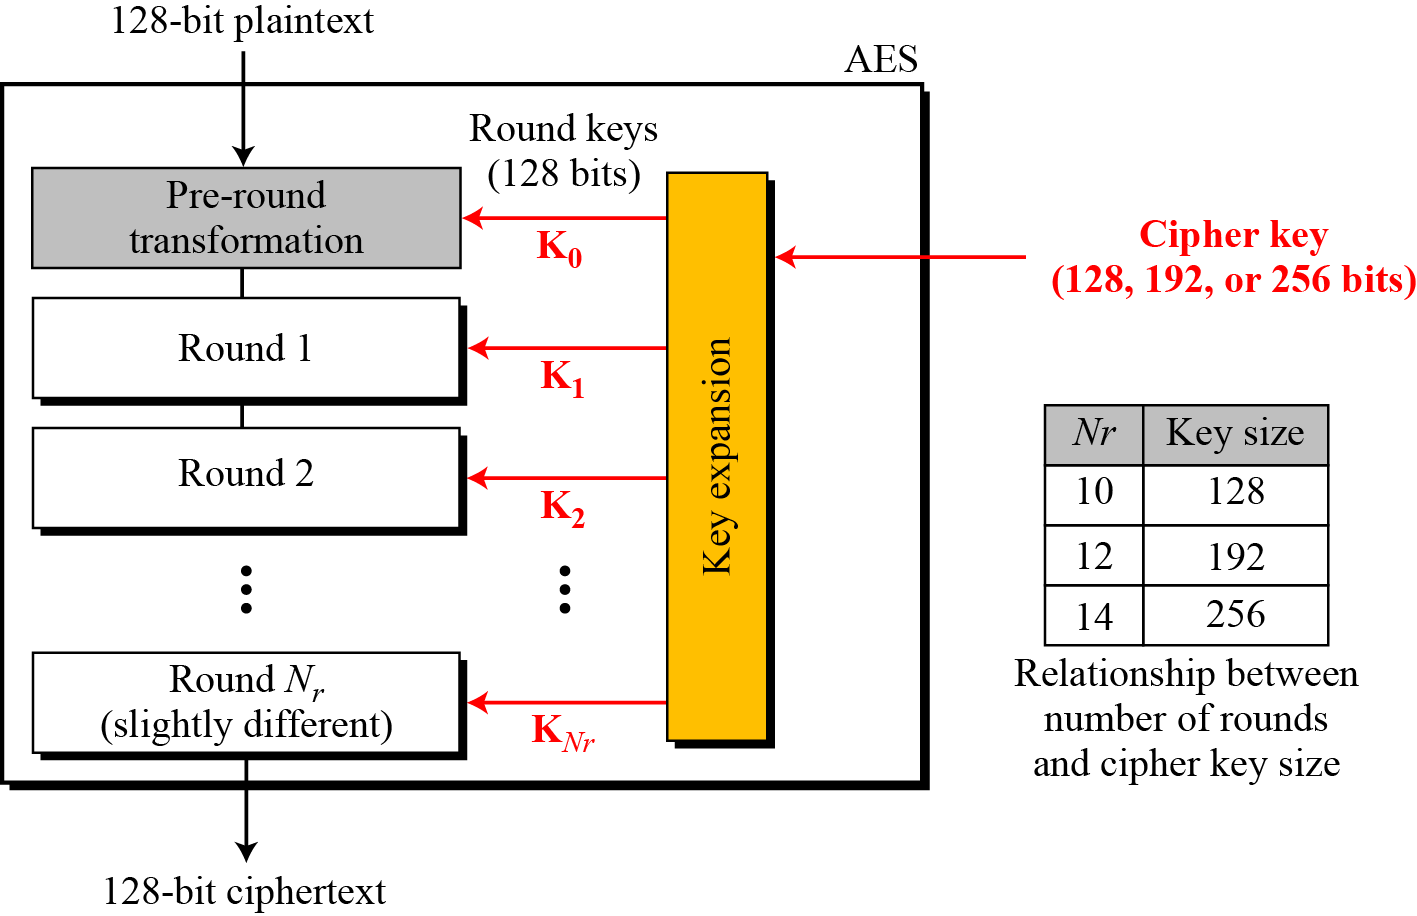 128-bit plaintext
AES
Round keys
(128 bits)
Pre-round
transformation
K0
Cipher key
(128, 192, or 256 bits)
Round 1
K1
Round 2
K2
Key expansion
Round Nr
(slightly different)
KNr
128-bit ciphertext
Nr Key size
10 128
12 192
14 256
Relationship between
number of rounds
and cipher key size